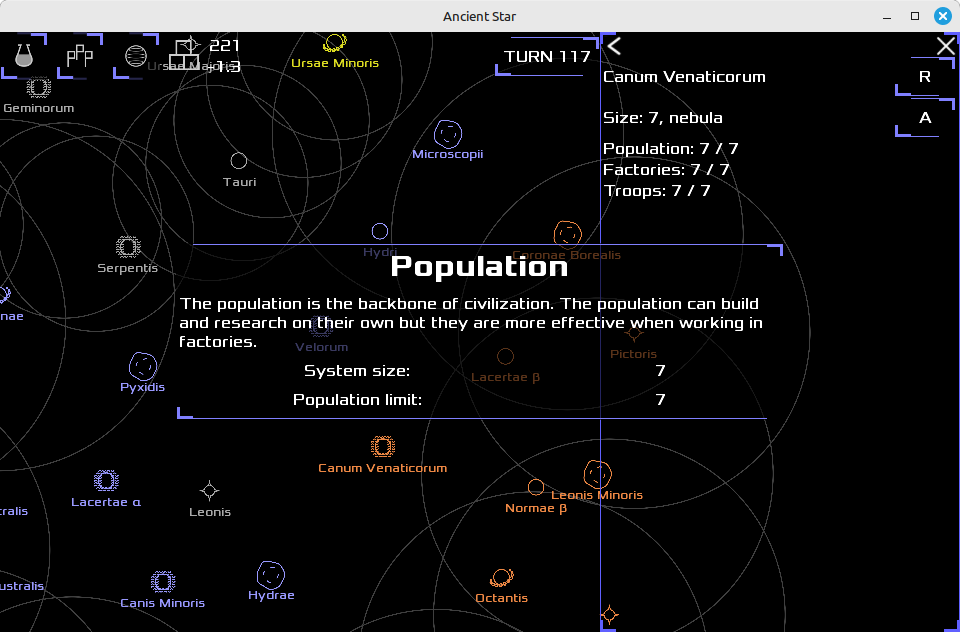 Ancient Star
221
Ursae Majoris
-1.3
Ursae Minoris
TURN 117
Canum Venaticorum
R
A
Size: 7, nebula
Population: 7 / 7
Factories: 7 / 7
Troops: 7 / 7
Geminorum
Microscopii
Tauri
Hydri
Coronae Borealis
Serpentis
Population
The population is the backbone of civilization. The population can build
and research on their own but they are more effective when working in
factories.
nae
Velorum
Pictoris
System size: 7
Lacertae β
Pyxidis
Population limit: 7
Canum Venaticorum
Lacertae α
Leonis
Leonis Minoris
Normae β
ralis
ustralis
Canis Minoris
Hydrae
Octantis